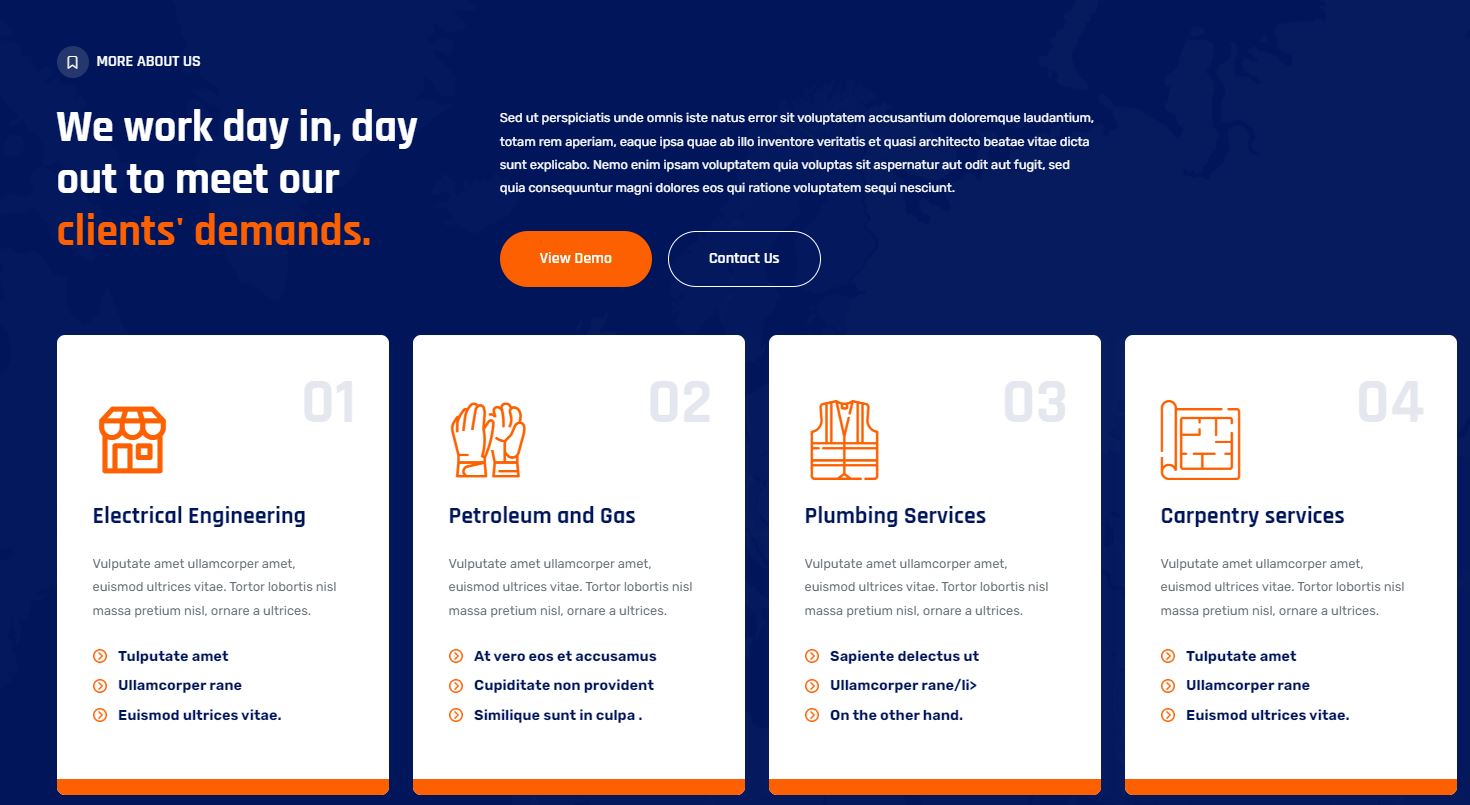 MORE ABOUT US
We work day in, day
out to meet our
clients' demands.
Sed ut perspiciatis unde omnis iste natus error sit voluptatem accusantium doloremque laudantium,
totam rem aperiam, eaque ipsa quae ab illo inventore veritatis et quasi architecto beatae vitae dicta
sunt explicabo. Nemo enim ipsam voluptatem quia voluptas sit aspernatur aut odit aut fugit, sed
quia consequuntur magni dolores eos qui ratione voluptatem sequi nesciunt.
View Demo
Contact Us
01
Electrical Engineering
Vulputate amet ullamcorper amet,
euismod ultrices vitae. Tortor lobortis nisl
massa pretium nisl, ornare a ultrices.
Tulputate amet
Ullamcorper rane
Euismod ultrices vitae.
02
Petroleum and Gas
Vulputate amet ullamcorper amet,
euismod ultrices vitae. Tortor lobortis nisl
massa pretium nisl, ornare a ultrices.
At vero eos et accusamus
Cupiditate non provident
Similique sunt in culpa .
03
Plumbing Services
Vulputate amet ullamcorper amet,
euismod ultrices vitae. Tortor lobortis nisl
massa pretium nisl, ornare a ultrices.
Sapiente delectus ut
Ullamcorper rane/li>
On the other hand.
04
Carpentry services
Vulputate amet ullamcorper amet,
euismod ultrices vitae. Tortor lobortis nisl
massa pretium nisl, ornare a ultrices.
Tulputate amet
Ullamcorper rane
Euismod ultrices vitae.